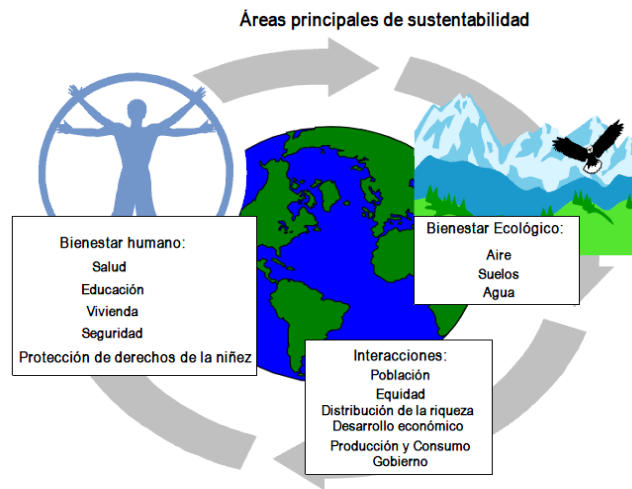 Áreas principales de sustentabilidad
Bienestar humano:
Salud
Educación
Vivienda
Seguridad
Protección de derechos de la niñez
Bienestar Ecológico:
Aire
Suelos
Agua
Interacciones:
Población
Equidad
Distribución de la riqueza
Desarrollo económico
Producción y Consumo
Gobierno